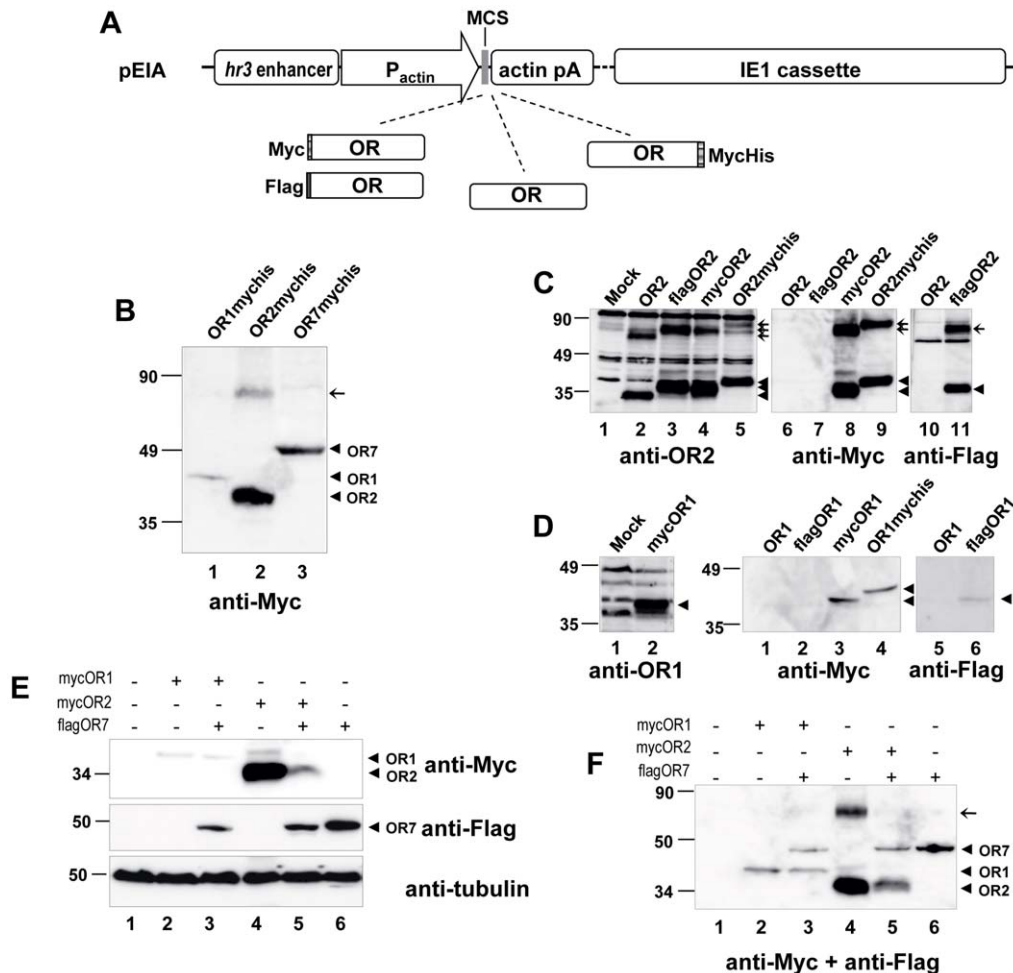 A
MCS
pEIA
hr3 enhancer
Pactin
actin pA
IE1 cassette
Myc
OR
OR
MycHis
Flag
OR
OR
B
OR1mychis
OR2mychis
OR7mychis
90
49
35
OR7
OR1
OR2
1 2 3
anti-Myc
C
Mock
OR2
flagOR2
mycOR2
OR2mychis
OR2
flagOR2
mycOR2
OR2mychis
OR2
flagOR2
90
49
35
1 2 3 4 5 6 7 8 9 10 11
anti-OR2 anti-Myc anti-Flag
D
Mock
mycOR1
OR1
flagOR1
mycOR1
OR1mychis
OR1
flagOR1
49
35
49
35
1 2 1 2 3 4 5 6
anti-OR1 anti-Myc anti-Flag
E
mycOR1 - + + - - -
mycOR2 - - - + + -
flagOR7 - - + - + +
34
OR1
OR2
anti-Myc
50
OR7
anti-Flag
50
anti-tubulin
1 2 3 4 5 6
F
mycOR1 - + + - - -
mycOR2 - - - + + -
flagOR7 - - + - + +
90
50
34
OR7
OR1
OR2
1 2 3 4 5 6
anti-Myc + anti-Flag